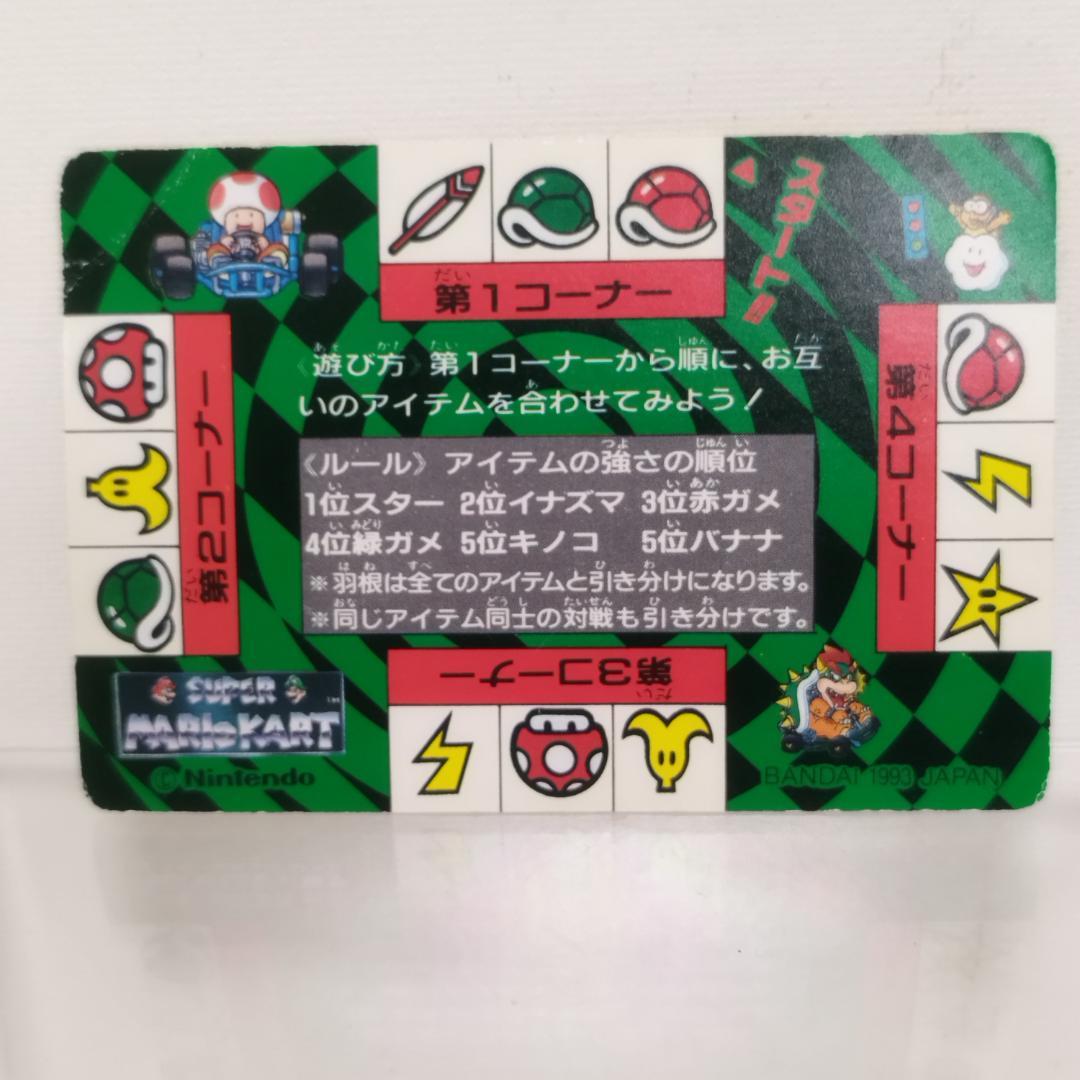 スタート!!
第1コーナー
《遊び方》第1コーナーから順に、お互
いのアイテムを合わせてみよう!
《ルール》 アイテムの強さの順位
1位スター 2位イナズマ 3位赤ガメ
4位緑ガメ 5位キノコ 5位バナナ
※羽根は全てのアイテムと引き分けになります。
※同じアイテム同士の対戦も引き分けです。
第2コーナー
第3コーナー
第4コーナー
SUPER
MARIO KART
© Nintendo
BANDAI 1993 JAPAN